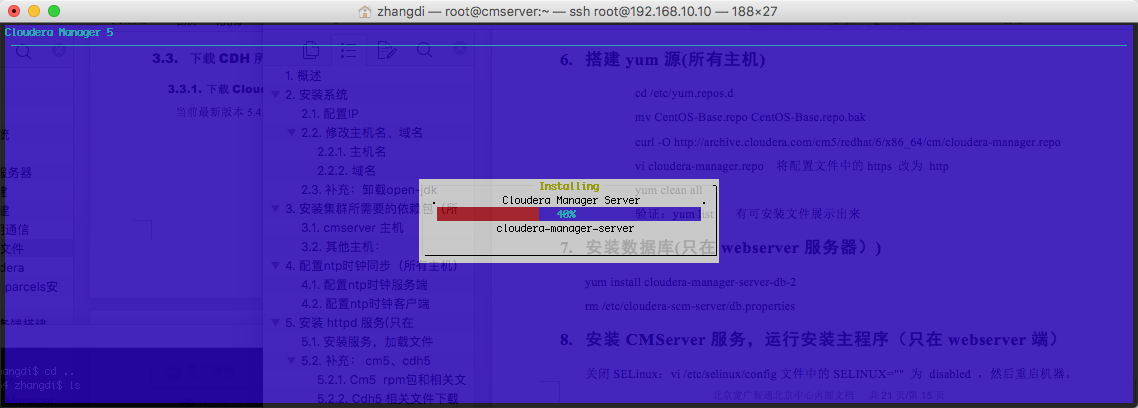 zhangdi — root@cmserver:~ — ssh root@192.168.10.10 — 188×27
Cloudera Manager 5
3.3. 下载 CDH 所
3.3.1. 下载 Clou
当前最新版本 5.4
统
服务器
建
建
通信
文件
dera
parcels安
务端搭建
angdi$ cd ..
4 zhangdi$ ls
1. 概述
2. 安装系统
2.1. 配置IP
2.2. 修改主机名、域名
2.2.1. 主机名
2.2.2. 域名
2.3. 补充：卸载open-jdk
3. 安装集群所需要的依赖包（所
3.1. cmserver 主机
3.2. 其他主机：
4. 配置ntp时钟同步（所有主机）
4.1. 配置ntp时钟服务端
4.2. 配置ntp时钟客户端
5. 安装 httpd 服务(只在
5.1. 安装服务，加载文件
5.2. 补充： cm5、cdh5
5.2.1. Cm5 rpm包和相关文
5.2.2. Cdh5 相关文件下载
Installing
Cloudera Manager Server
40%
cloudera-manager-server
6. 搭建 yum 源(所有主机)
cd /etc/yum.repos.d
mv CentOS-Base.repo CentOS-Base.repo.bak
curl -O http://archive.cloudera.com/cm5/redhat/6/x86_64/cm/cloudera-manager.repo
vi cloudera-manager.repo 将配置文件中的 https 改为 http
yum clean all
验证：yum list 有可安装文件展示出来
7. 安装数据库(只在 webserver 服务器））
yum install cloudera-manager-server-db-2
rm /etc/cloudera-scm-server/db.properties
8. 安装 CMServer 服务，运行安装主程序（只在 webserver 端）
关闭 SELinux：vi /etc/selinux/config 文件中的 SELINUX="" 为 disabled ，然后重启机器。
共 21 页/第 15 页